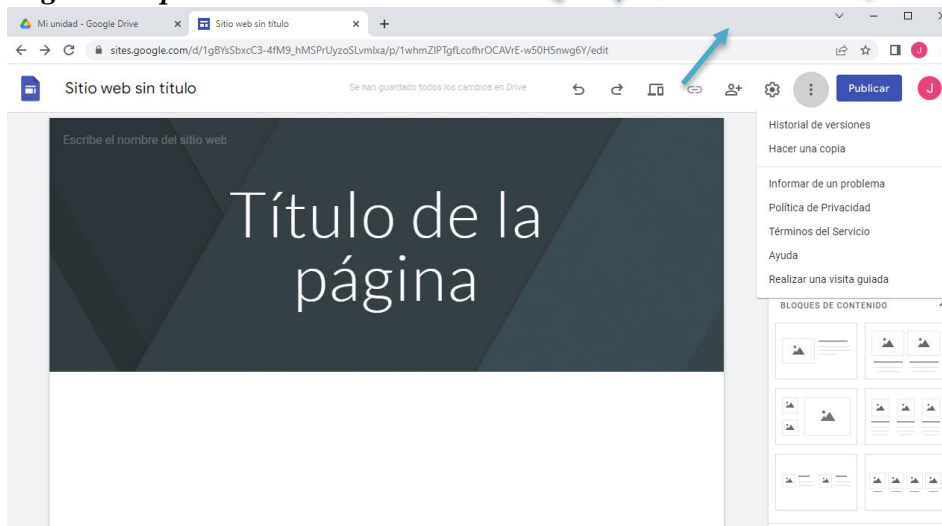 Mi unidad - Google Drive
Sitio web sin título
sites.google.com/d/1gBYsSbxcC3-4fM9_hMSPrUyzoSLvmlxa/p/1whmZlPTgfLcofhrOCAVrE-w50H5nwg6Y/edit
Sitio web sin título
Se han guardado todos los cambios en Drive
Publicar
J
J
Historial de versiones
Hacer una copia
Informar de un problema
Política de Privacidad
Términos del Servicio
Ayuda
Realizar una visita guiada
Escribe el nombre del sitio web
Título de la
página
BLOQUES DE CONTENIDO